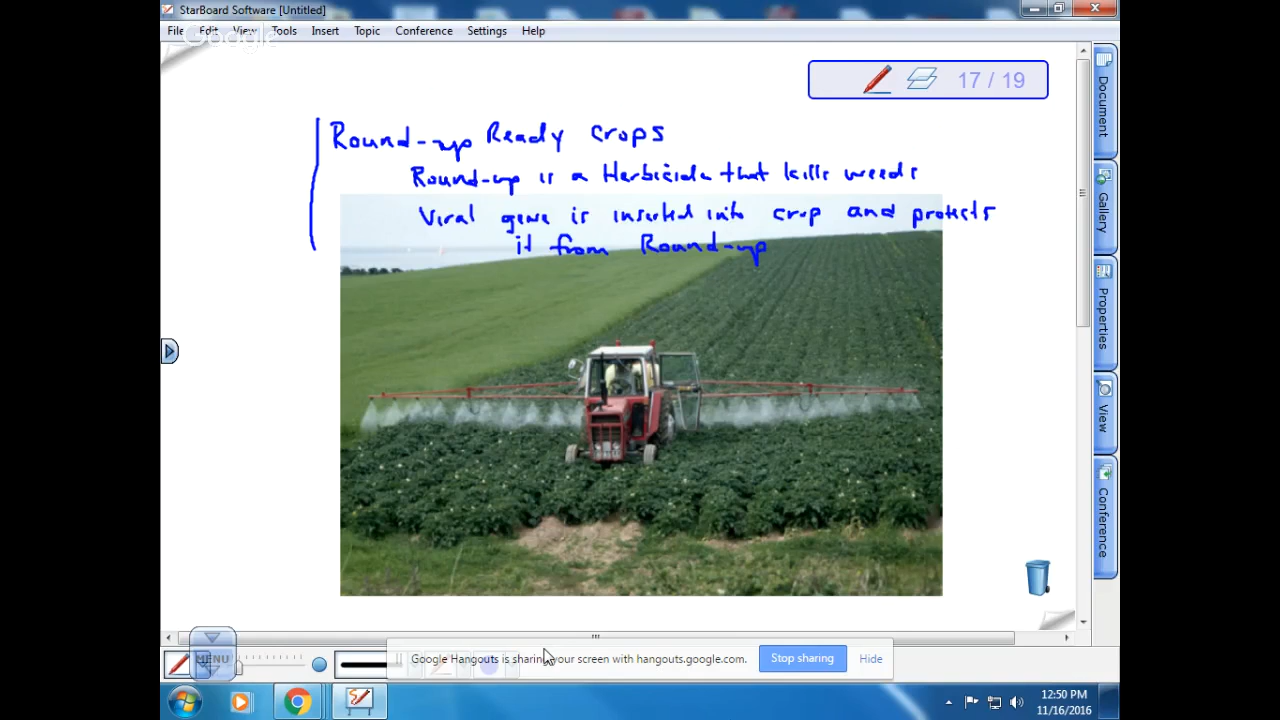 StarBoard Software [Untitled]
File Edit View Tools Insert Topic Conference Settings Help
Google
17 / 19
Round-up Ready crops
Round-up is a Herbicide that kills weeds
Viral gene is inserted into crop and protects
it from Round-up
Document
Gallery
Properties
View
Conference
MENU
Google Hangouts is sharing your screen with hangouts.google.com.
Stop sharing
Hide
12:50 PM
11/16/2016